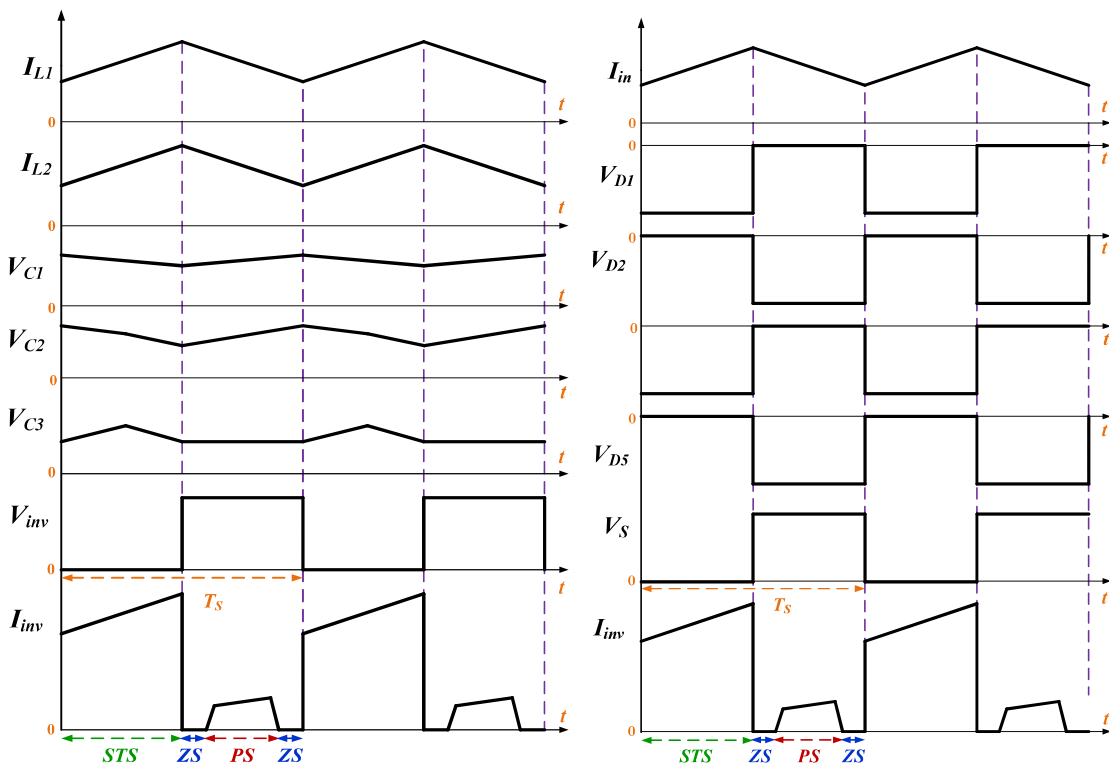 I_L1
t
0
I_L2
t
0
V_C1
t
0
V_C2
t
0
V_C3
t
0
V_inv
0
t
T_S
I_inv
0
t
STS
ZS
PS
ZS
I_in
t
0
0
t
V_D1
0
t
V_D2
0
t
0
t
V_D5
V_S
0
t
T_S
I_inv
0
t
STS
ZS
PS
ZS